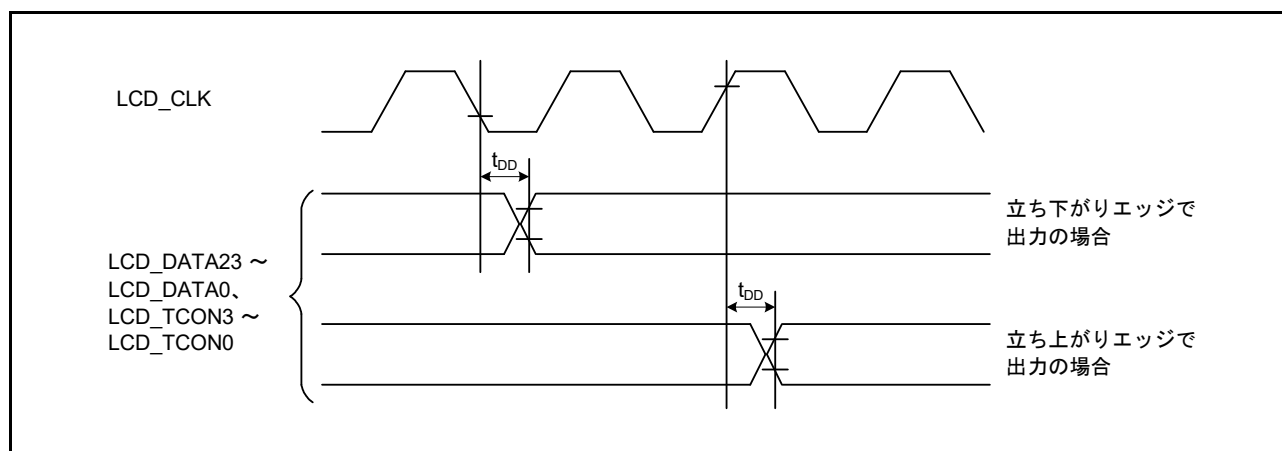 LCD_CLK
tDD
立ち下がりエッジで
出力の場合
LCD_DATA23 ～
LCD_DATA0、
LCD_TCON3 ～
LCD_TCON0
tDD
立ち上がりエッジで
出力の場合